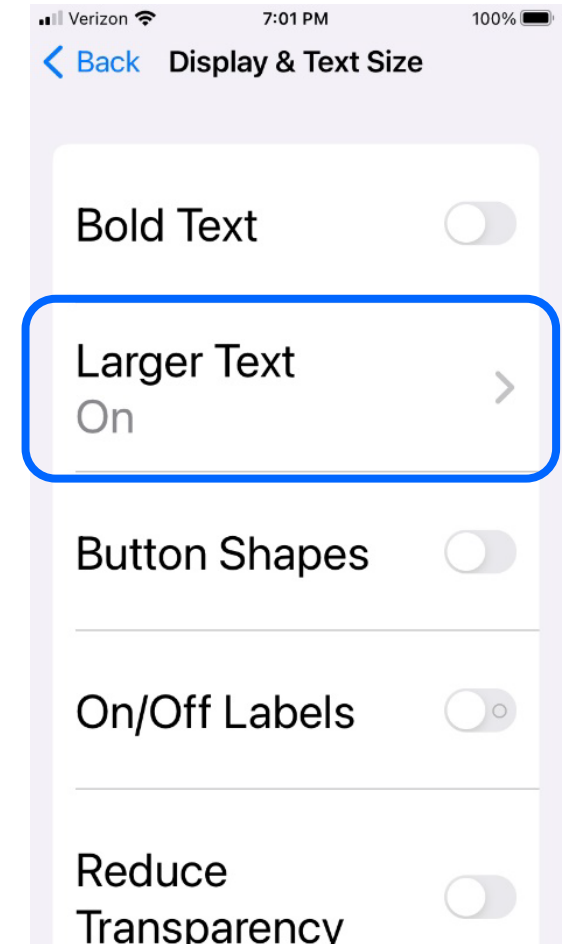 Verizon 7:01 PM 100%
Back Display & Text Size
Bold Text
Larger Text
On
Button Shapes
On/Off Labels
Reduce
Transparency